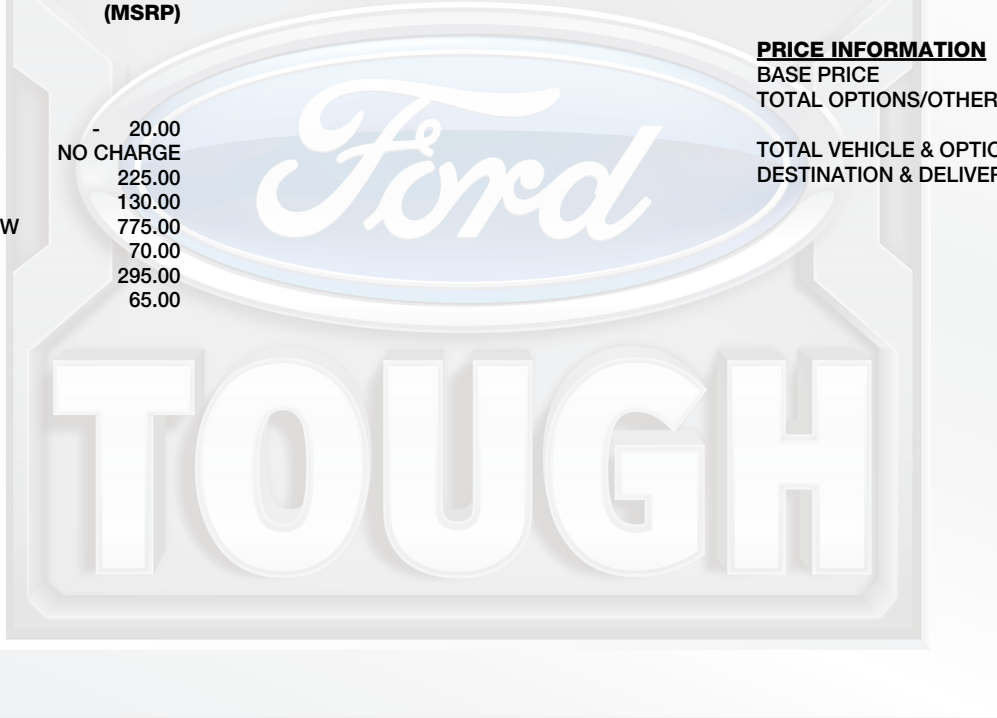 (MSRP)
- 20.00
NO CHARGE
225.00
130.00
W 775.00
70.00
295.00
65.00
PRICE INFORMATION
BASE PRICE
TOTAL OPTIONS/OTHER
TOTAL VEHICLE & OPTIO
DESTINATION & DELIVER
Ford
TOUGH